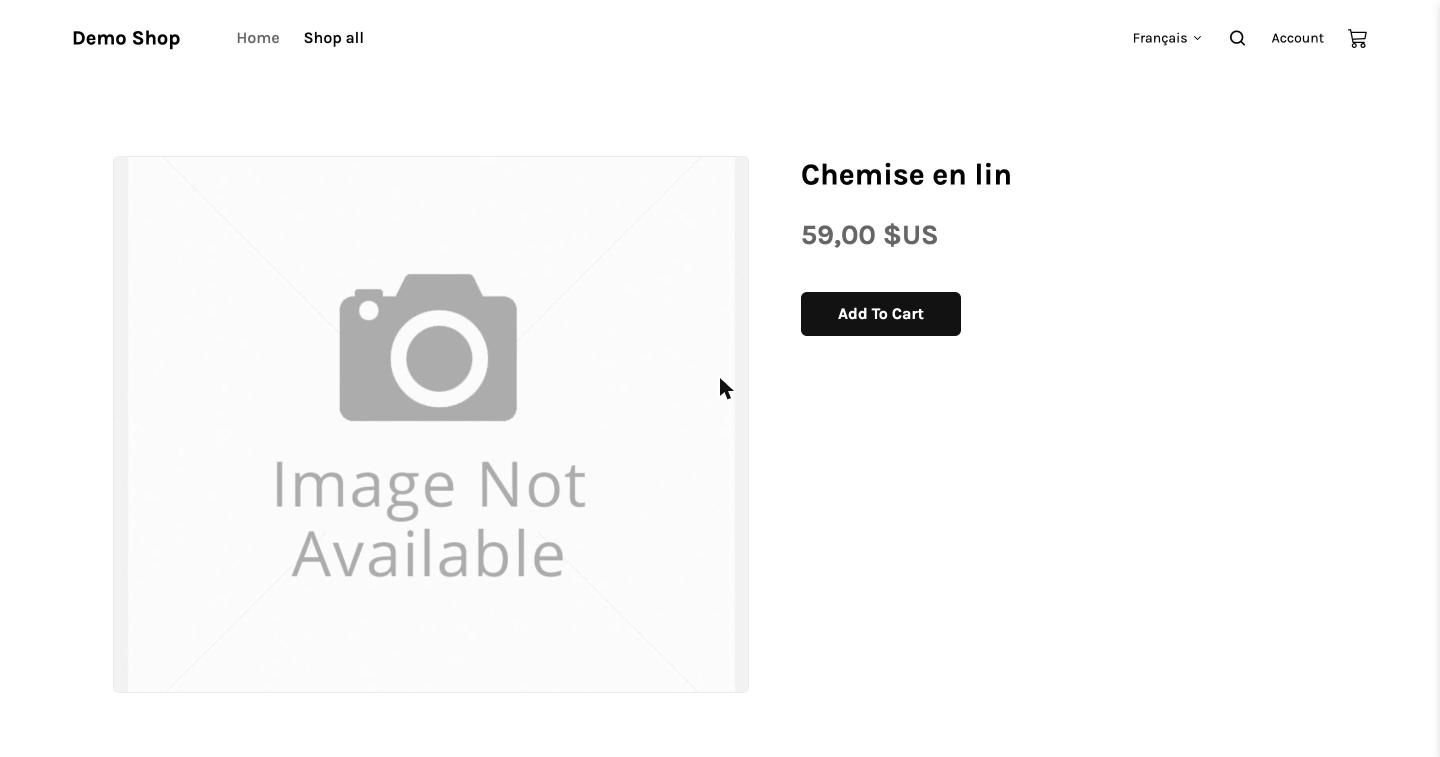 Demo Shop
Home
Shop all
Français
Account
Image Not
Available
Chemise en lin
59,00 $US
Add To Cart